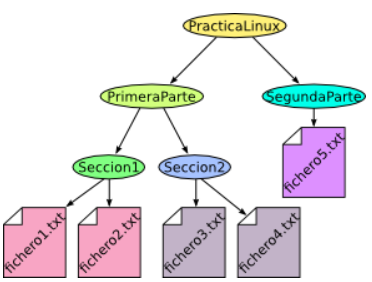 PracticaLinux
PrimeraParte
SegundaParte
Seccion1
Seccion2
fichero5.txt
fichero1.txt
fichero2.txt
fichero3.txt
fichero4.txt